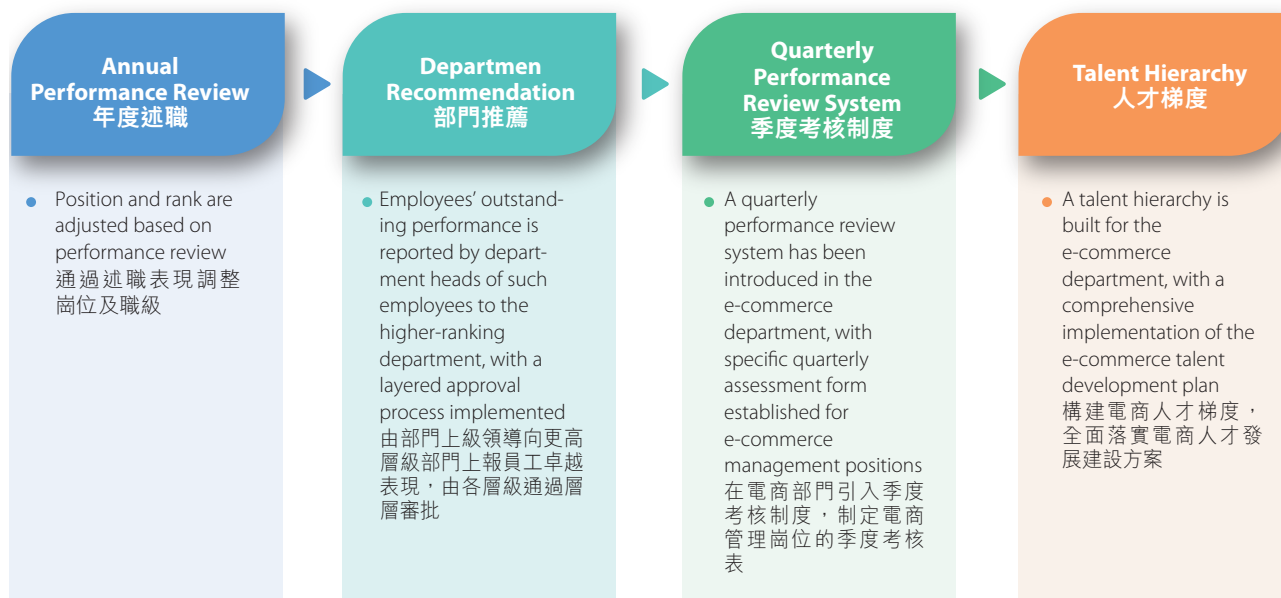 Annual
Performance Review
年度述職
Departmen
Recommendation
部門推薦
Quarterly
Performance
Review System
季度考核制度
Talent Hierarchy
人才梯度
Position and rank are
adjusted based on
performance review
通過述職表現調整
崗位及職級
Employees’ outstand-
ing performance is
reported by depart-
ment heads of such
employees to the
higher-ranking
department, with a
layered approval
process implemented
由部門上級領導向更高
層級部門上報員工卓越
表現，由各層級通過層
層審批
A quarterly
performance review
system has been
introduced in the
e-commerce
department, with
specific quarterly
assessment form
established for
e-commerce
management positions
在電商部門引入季度
考核制度，制定電商
管理崗位的季度考核
表
A talent hierarchy is
built for the
e-commerce
department, with a
comprehensive
implementation of the
e-commerce talent
development plan
構建電商人才梯度，
全面落實電商人才發
展建設方案